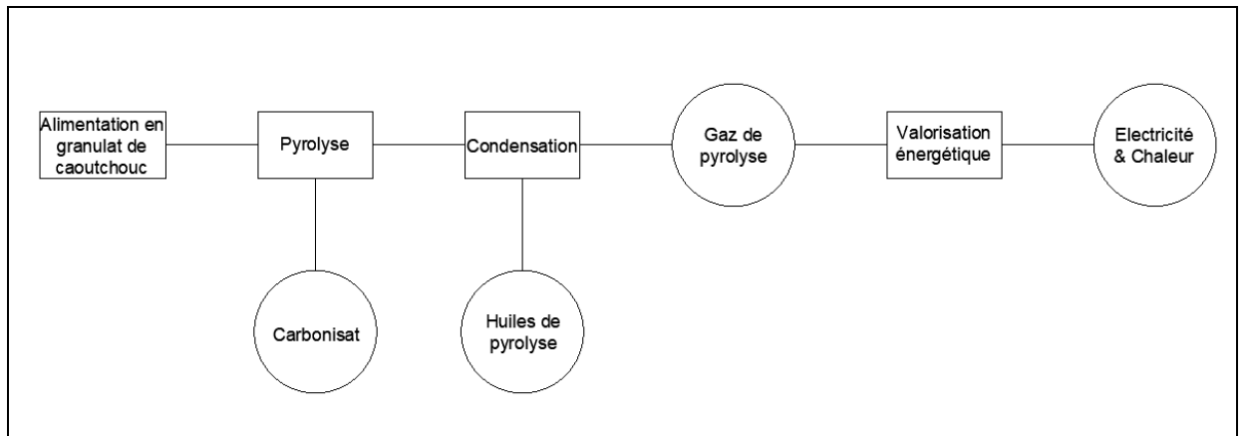 Alimentation en
granulat de
caoutchouc
Pyrolyse
Condensation
Gaz de
pyrolyse
Valorisation
énergétique
Electricité
& Chaleur
Carbonisat
Huiles de
pyrolyse